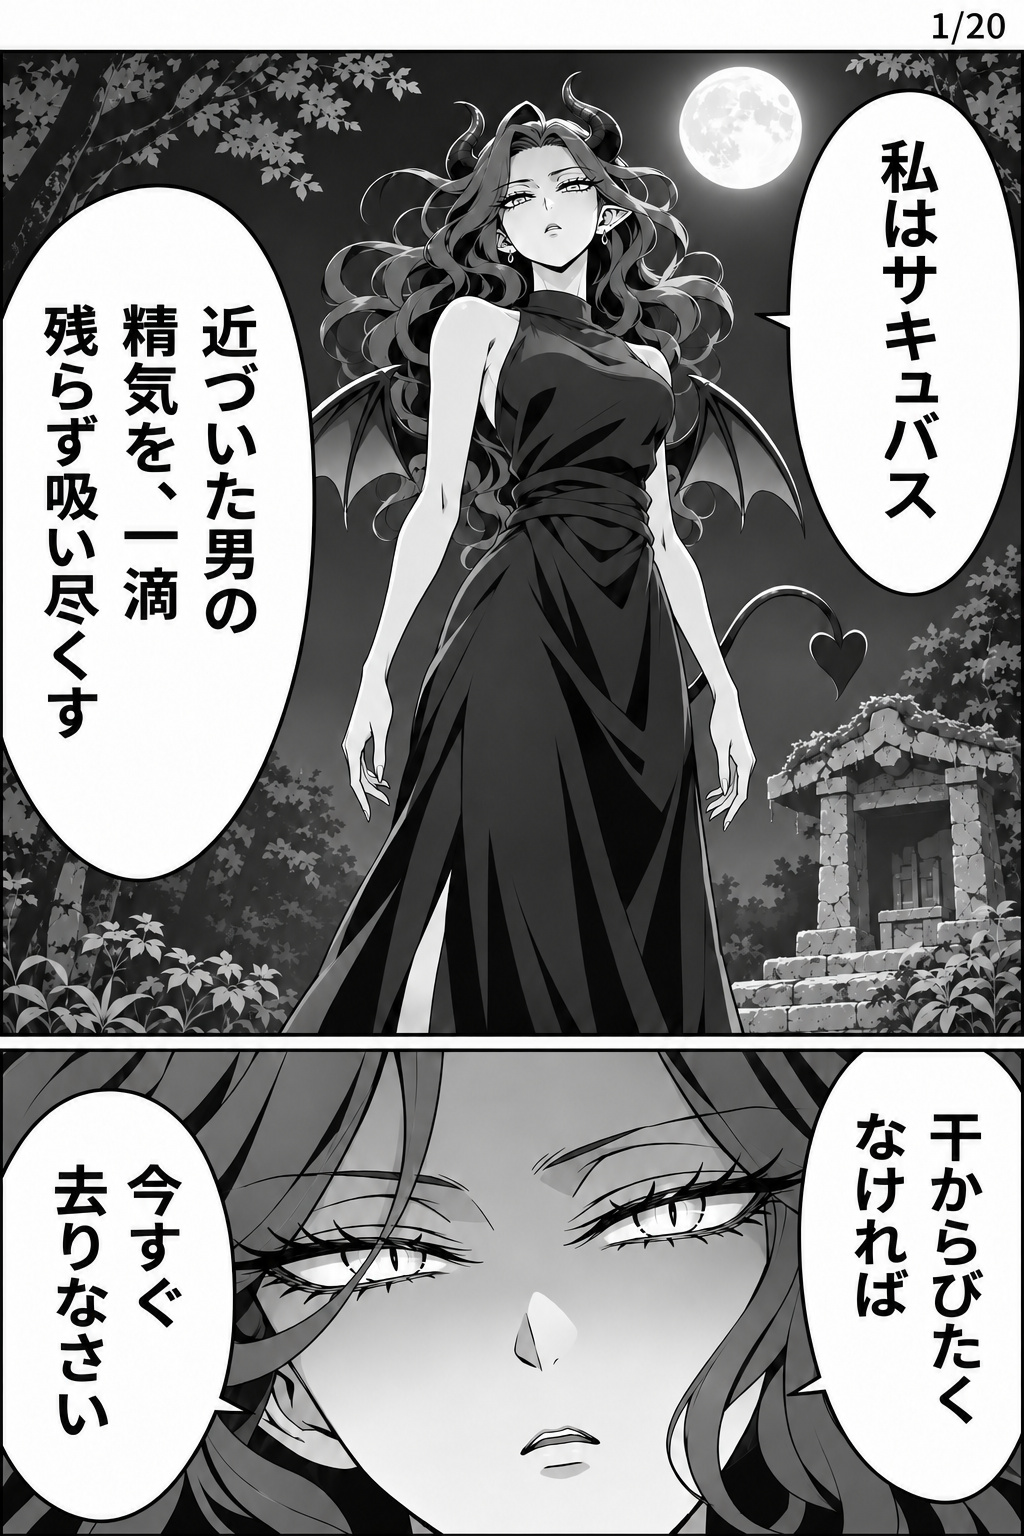 1/20
私はサキュバス
近づいた男の
精気を、一滴
残らず吸い尽くす
干からびたく
なければ
今すぐ
去りなさい